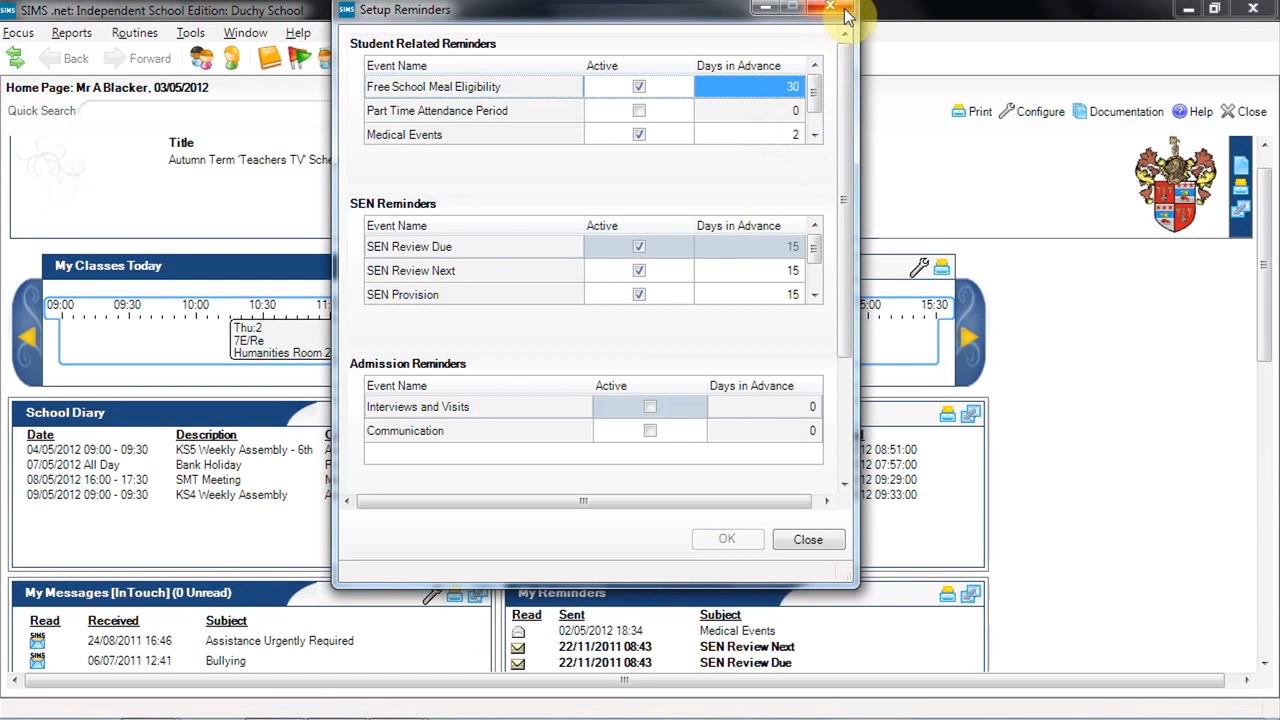 SIMS .net: Independent School Edition: Duchy School
SIMS Setup Reminders
Focus Reports Routines Tools Window Help
Back Forward
Home Page: Mr A Blacker, 03/05/2012
Quick Search
Print Configure Documentation Help Close
Title
Autumn Term 'Teachers TV' Sche
Student Related Reminders
Event Name Active Days in Advance
Free School Meal Eligibility 30
Part Time Attendance Period 0
Medical Events 2
SEN Reminders
Event Name Active Days in Advance
SEN Review Due 15
SEN Review Next 15
SEN Provision 15
Admission Reminders
Event Name Active Days in Advance
Interviews and Visits 0
Communication 0
OK Close
My Classes Today
09:00 09:30 10:00 10:30 11: 5:00 15:30
Thu:2
7E/Re
Humanities Room 2
School Diary
Date Description
04/05/2012 09:00 - 09:30 KS5 Weekly Assembly - 6th
07/05/2012 All Day Bank Holiday
08/05/2012 16:00 - 17:30 SMT Meeting
09/05/2012 09:00 - 09:30 KS4 Weekly Assembly
2012 08:51:00
2012 07:57:00
2012 09:29:00
2012 09:33:00
My Messages [InTouch] (0 Unread)
Read Received Subject
SIMS 24/08/2011 16:46 Assistance Urgently Required
SIMS 06/07/2011 12:41 Bullying
My Reminders
Read Sent Subject
02/05/2012 18:34 Medical Events
22/11/2011 08:43 SEN Review Next
22/11/2011 08:43 SEN Review Due